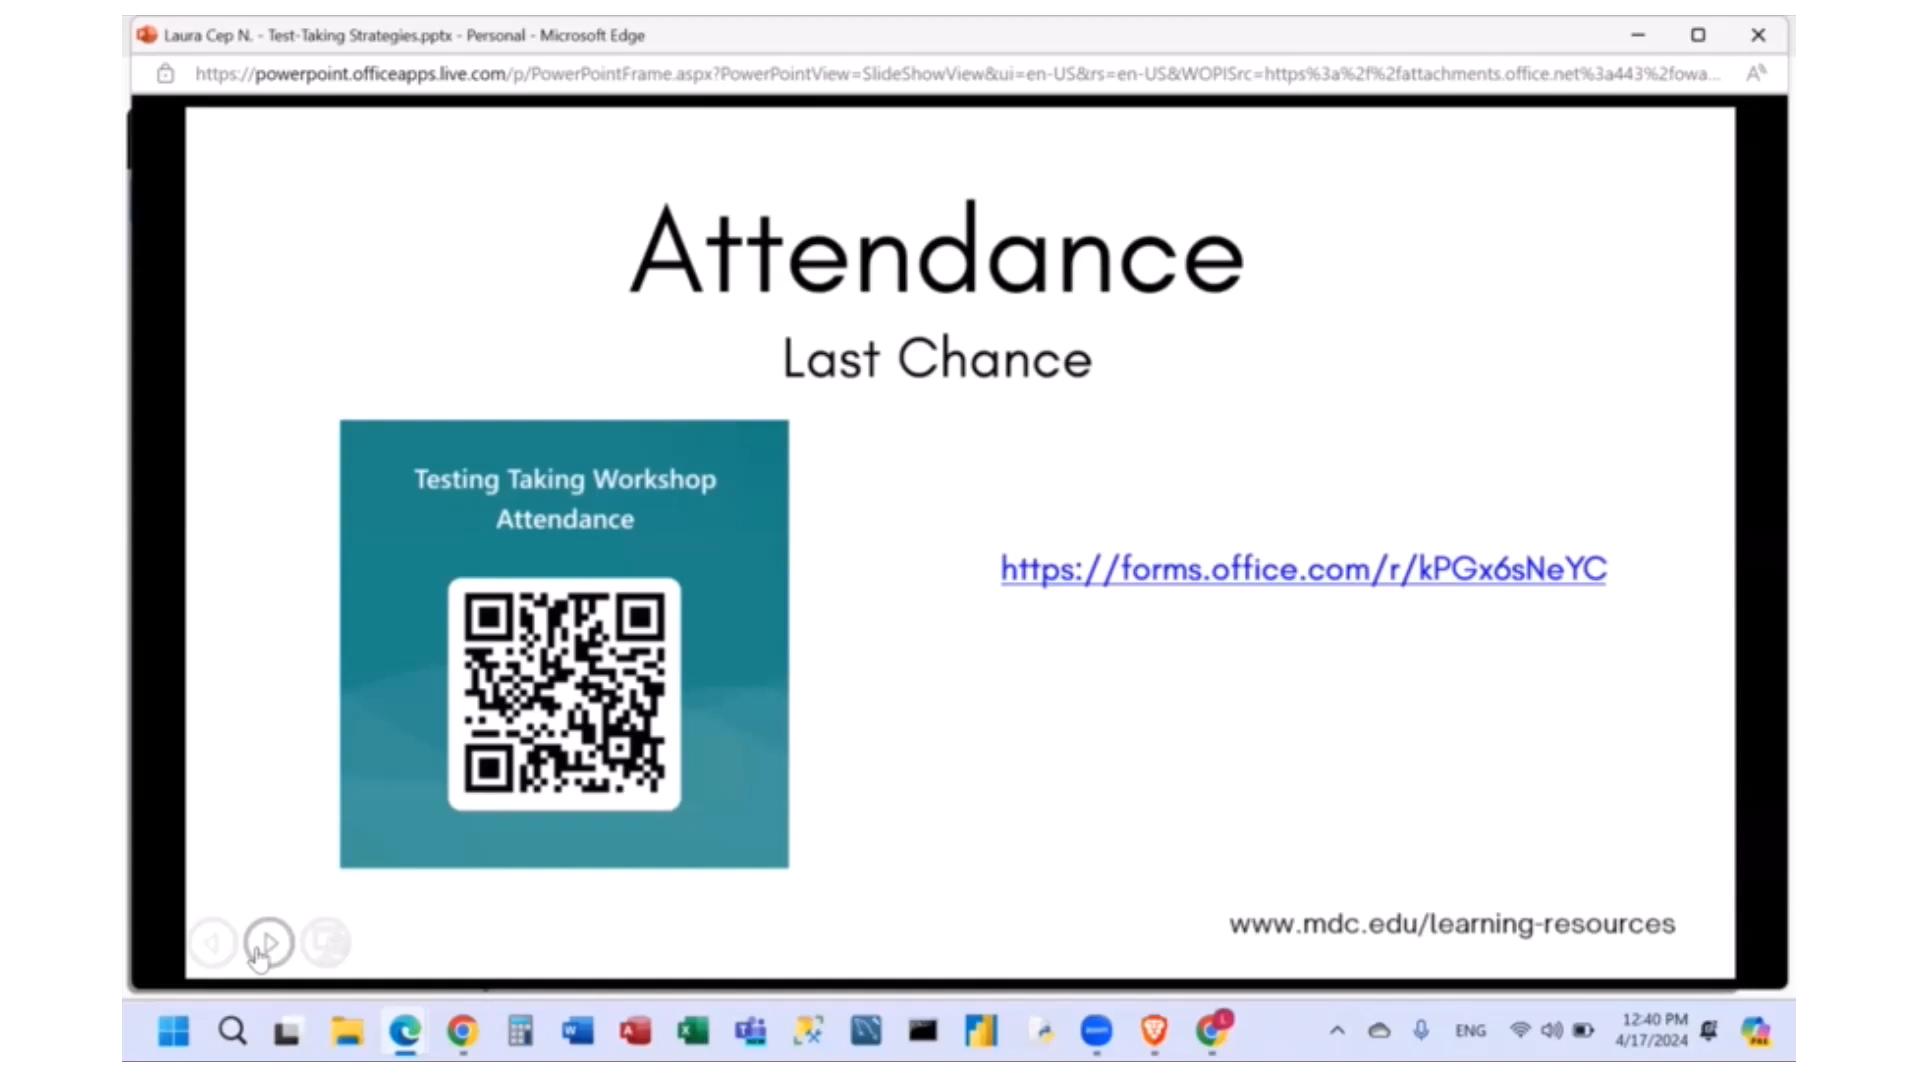 Laura Cep N. - Test-Taking Strategies.pptx - Personal - Microsoft Edge
https://powerpoint.officeapps.live.com/p/PowerPointFrame.aspx?PowerPointView=SlideShowView&ui=en-US&rs=en-US&WOPISrc=https%3a%2f%2fattachments.office.net%3a443%2fowa...
Attendance
Last Chance
Testing Taking Workshop
Attendance
https://forms.office.com/r/kPGx6sNeYC
www.mdc.edu/learning-resources
ENG
12:40 PM
4/17/2024